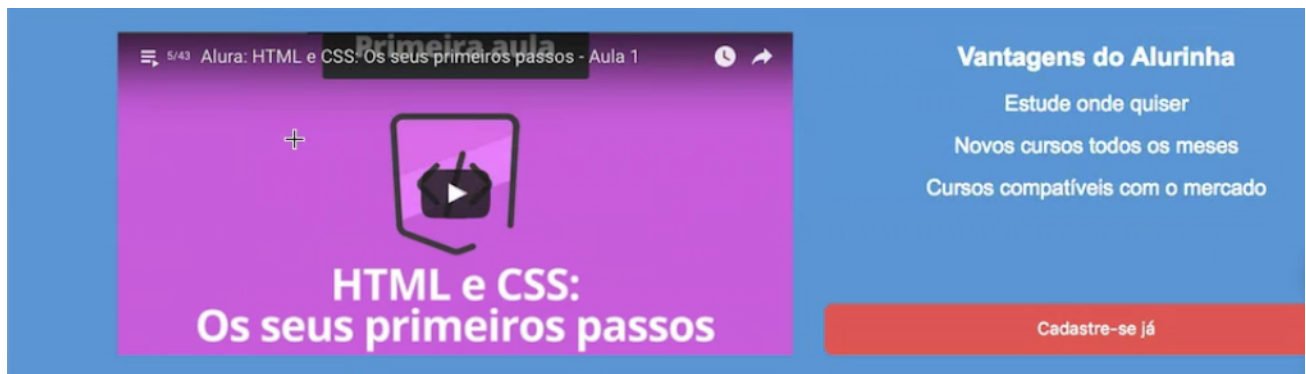 Primeira aula
5/43 Alura: HTML e CSS: Os seus primeiros passos - Aula 1
HTML e CSS:
Os seus primeiros passos
Vantagens do Alurinha
Estude onde quiser
Novos cursos todos os meses
Cursos compatíveis com o mercado
Cadastre-se já